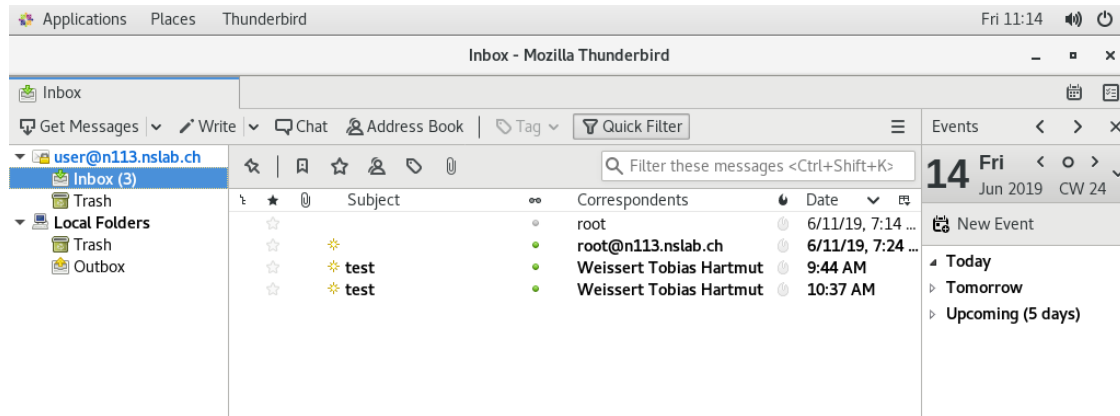 Applications Places Thunderbird Fri 11:14
Inbox - Mozilla Thunderbird
Inbox
Get Messages Write Chat Address Book Tag Quick Filter Events
user@n113.nslab.ch
Inbox (3)
Trash
Local Folders
Trash
Outbox
Filter these messages <Ctrl+Shift+K>
Subject Correspondents Date
root 6/11/19, 7:14 ...
root@n113.nslab.ch 6/11/19, 7:24 ...
test Weissert Tobias Hartmut 9:44 AM
test Weissert Tobias Hartmut 10:37 AM
14 Fri
Jun 2019 CW 24
New Event
Today
Tomorrow
Upcoming (5 days)